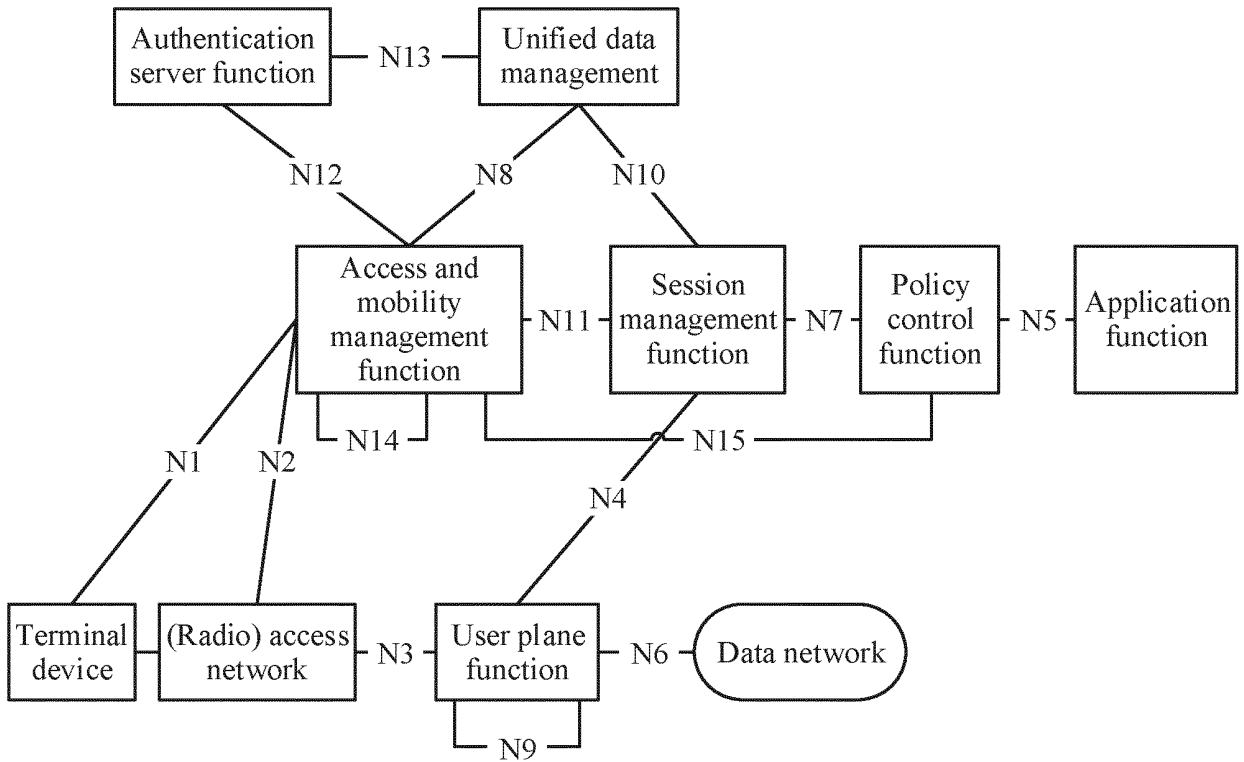 Authentication
server function
N13
Unified data
management
N12
N8
N10
Access and
mobility
management
function
N11
Session
management
function
N7
Policy
control
function
N5
Application
function
N14
N15
N1
N2
N4
Terminal
device
(Radio) access
network
N3
User plane
function
N6
Data network
N9